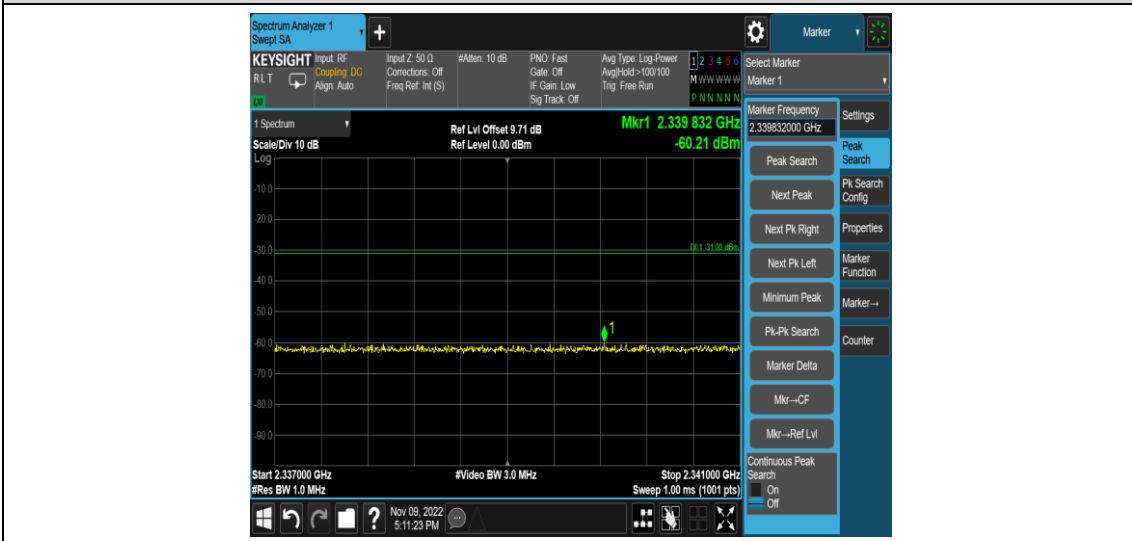 Spectrum Analyzer 1
Swept SA
+
Marker
KEYSIGHT
RLT
Input: RF
Coupling: DC
Align: Auto
Input Z: 50 Ω
Corrections: Off
Freq Ref: Int (S)
#Atten: 10 dB
PNO: Fast
Gate: Off
IF Gain: Low
Sig Track: Off
Avg Type: Log-Power
Avg|Hold:>100/100
Trig: Free Run
1 2 3 4 5 6
M W W W W W
P N N N N N
Select Marker
Marker 1
1 Spectrum
Scale/Div 10 dB
Ref Lvl Offset 9.71 dB
Ref Level 0.00 dBm
Mkr1 2.339 832 GHz
-60.21 dBm
Log
-10.0
-20.0
-30.0
-40.0
-50.0
-60.0
-70.0
-80.0
-90.0
DL1 -31.00 dBm
1
Start 2.337000 GHz
#Video BW 3.0 MHz
Stop 2.341000 GHz
#Res BW 1.0 MHz
Sweep 1.00 ms (1001 pts)
Marker Frequency
2.339832000 GHz
Peak Search
Next Peak
Next Pk Right
Next Pk Left
Minimum Peak
Pk-Pk Search
Marker Delta
Mkr→CF
Mkr→Ref Lvl
Continuous Peak
Search
On
Off
Settings
Peak
Search
Pk Search
Config
Properties
Marker
Function
Marker→
Counter
?
Nov 09, 2022
5:11:23 PM